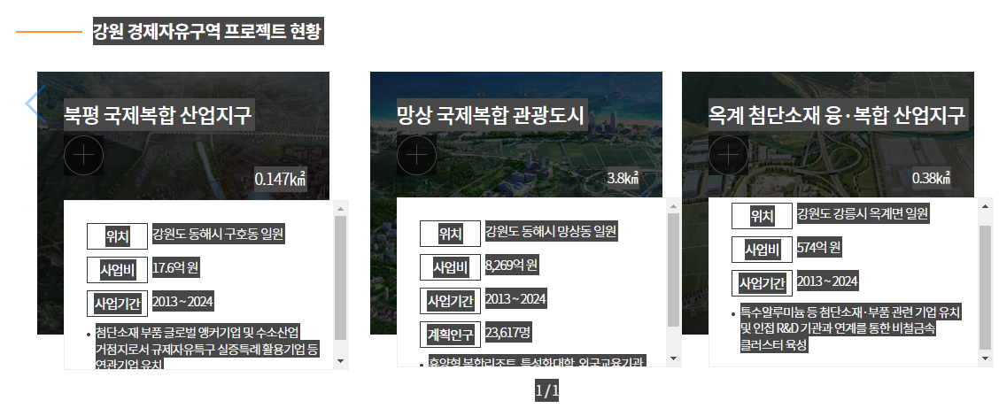 강원 경제자유구역 프로젝트 현황
북평 국제복합 산업지구
0.147k㎡
위치 강원도 동해시 구호동 일원
사업비 17.6억 원
사업기간 2013 ~ 2024
• 첨단소재 부품 글로벌 앵커기업 및 수소산업
거점지로서 규제자유특구 실증특례 활용기업 등
연관기업 유치
망상 국제복합 관광도시
3.8k㎡
위치 강원도 동해시 망상동 일원
사업비 8,269억 원
사업기간 2013 ~ 2024
계획인구 23,617명
• 휴양형 복합리조트, 특성화대학, 외국교육기관
옥계 첨단소재 융·복합 산업지구
0.38k㎡
위치 강원도 강릉시 옥계면 일원
사업비 574억 원
사업기간 2013 ~ 2024
• 특수알루미늄 등 첨단소재·부품 관련 기업 유치
및 인접 R&D 기관과 연계를 통한 비철금속
클러스터 육성
1/1